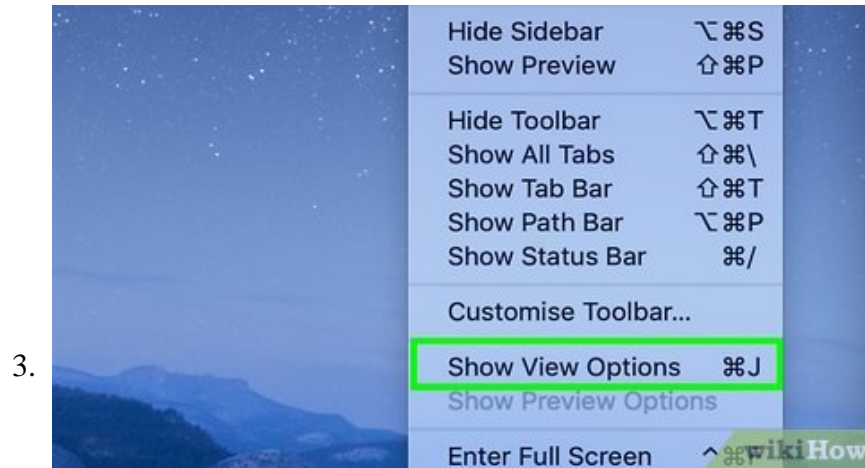 Hide Sidebar ⌥⌘S
Show Preview ⇧⌘P
Hide Toolbar ⌥⌘T
Show All Tabs ⇧⌘\
Show Tab Bar ⇧⌘T
Show Path Bar ⌥⌘P
Show Status Bar ⌘/
Customise Toolbar...
3.
Show View Options ⌘J
Show Preview Options
Enter Full Screen ^⌘
wikiHow